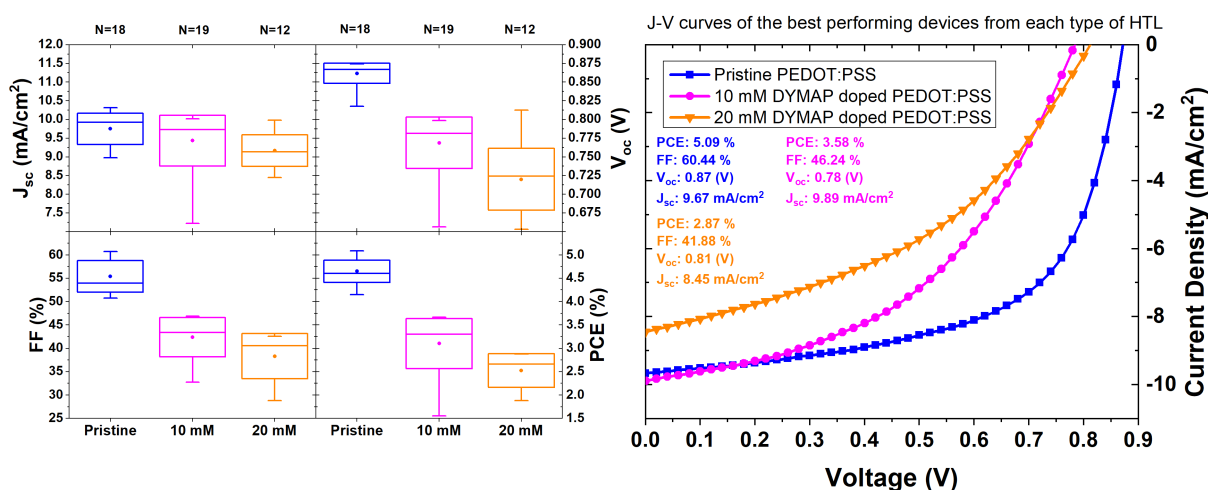 N=18 N=19 N=12 N=18 N=19 N=12
12.0
11.5
11.0
10.5
10.0
9.5
9.0
8.5
8.0
7.5
Jsc (mA/cm2)
0.900
0.875
0.850
0.825
0.800
0.775
0.750
0.725
0.700
0.675
Voc (V)
60
55
50
45
40
35
30
25
FF (%)
5.0
4.5
4.0
3.5
3.0
2.5
2.0
1.5
PCE (%)
Pristine 10 mM 20 mM Pristine 10 mM 20 mM
J-V curves of the best performing devices from each type of HTL
Pristine PEDOT:PSS
10 mM DYMAP doped PEDOT:PSS
20 mM DYMAP doped PEDOT:PSS
PCE: 5.09 %
FF: 60.44 %
Voc: 0.87 (V)
Jsc: 9.67 mA/cm2
PCE: 3.58 %
FF: 46.24 %
Voc: 0.78 (V)
Jsc: 9.89 mA/cm2
PCE: 2.87 %
FF: 41.88 %
Voc: 0.81 (V)
Jsc: 8.45 mA/cm2
0
-2
-4
-6
-8
-10
Current Density (mA/cm2)
0.0 0.1 0.2 0.3 0.4 0.5 0.6 0.7 0.8 0.9
Voltage (V)